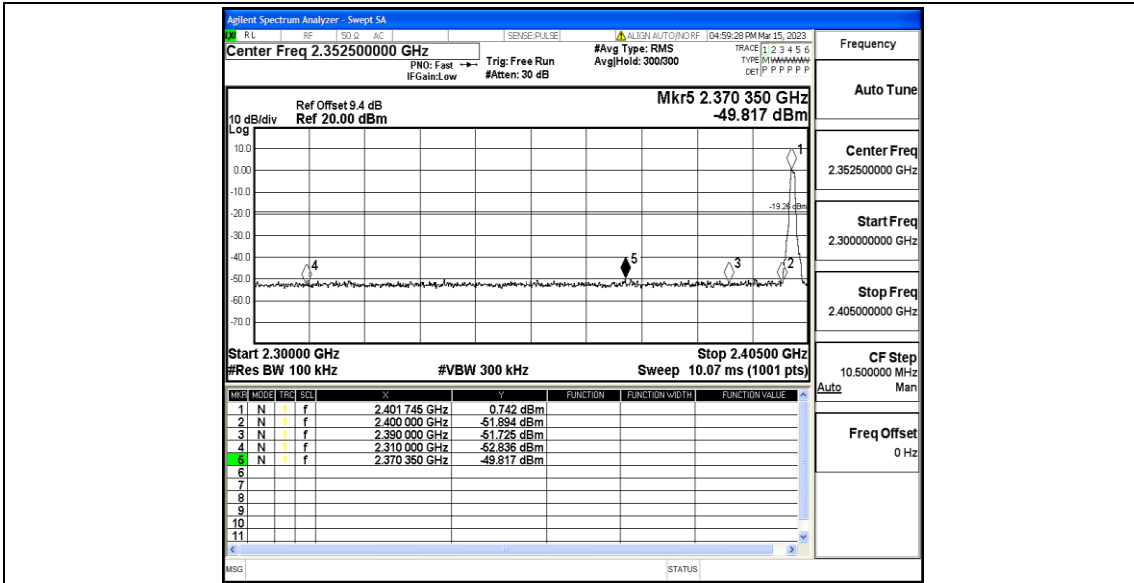 Agilent Spectrum Analyzer - Swept SA
RL RF 50 Ω AC SENSE:PULSE ALIGN AUTO/NO RF 04:59:28 PM Mar 15, 2023
Center Freq 2.352500000 GHz
PNO: Fast
IFGain:Low
Trig: Free Run
#Atten: 30 dB
#Avg Type: RMS
Avg|Hold: 300/300
TRACE 1 2 3 4 5 6
TYPE M
DET P P P P P P
Ref Offset 9.4 dB
10 dB/div Ref 20.00 dBm
Log
Mkr5 2.370 350 GHz
-49.817 dBm
10.0
0.00
-10.0
-20.0
-30.0
-40.0
-50.0
-60.0
-70.0
-19.26 dBm
1
4
5
3
2
Start 2.30000 GHz Stop 2.40500 GHz
#Res BW 100 kHz #VBW 300 kHz Sweep 10.07 ms (1001 pts)
MKR MODE TRC SCL X Y FUNCTION FUNCTION WIDTH FUNCTION VALUE
1 N 1 f 2.401 745 GHz 0.742 dBm
2 N 1 f 2.400 000 GHz -51.894 dBm
3 N 1 f 2.390 000 GHz -51.725 dBm
4 N 1 f 2.310 000 GHz -52.836 dBm
5 N 1 f 2.370 350 GHz -49.817 dBm
6
7
8
9
10
11
MSG STATUS
Frequency
Auto Tune
Center Freq
2.352500000 GHz
Start Freq
2.300000000 GHz
Stop Freq
2.405000000 GHz
CF Step
10.500000 MHz
Auto Man
Freq Offset
0 Hz